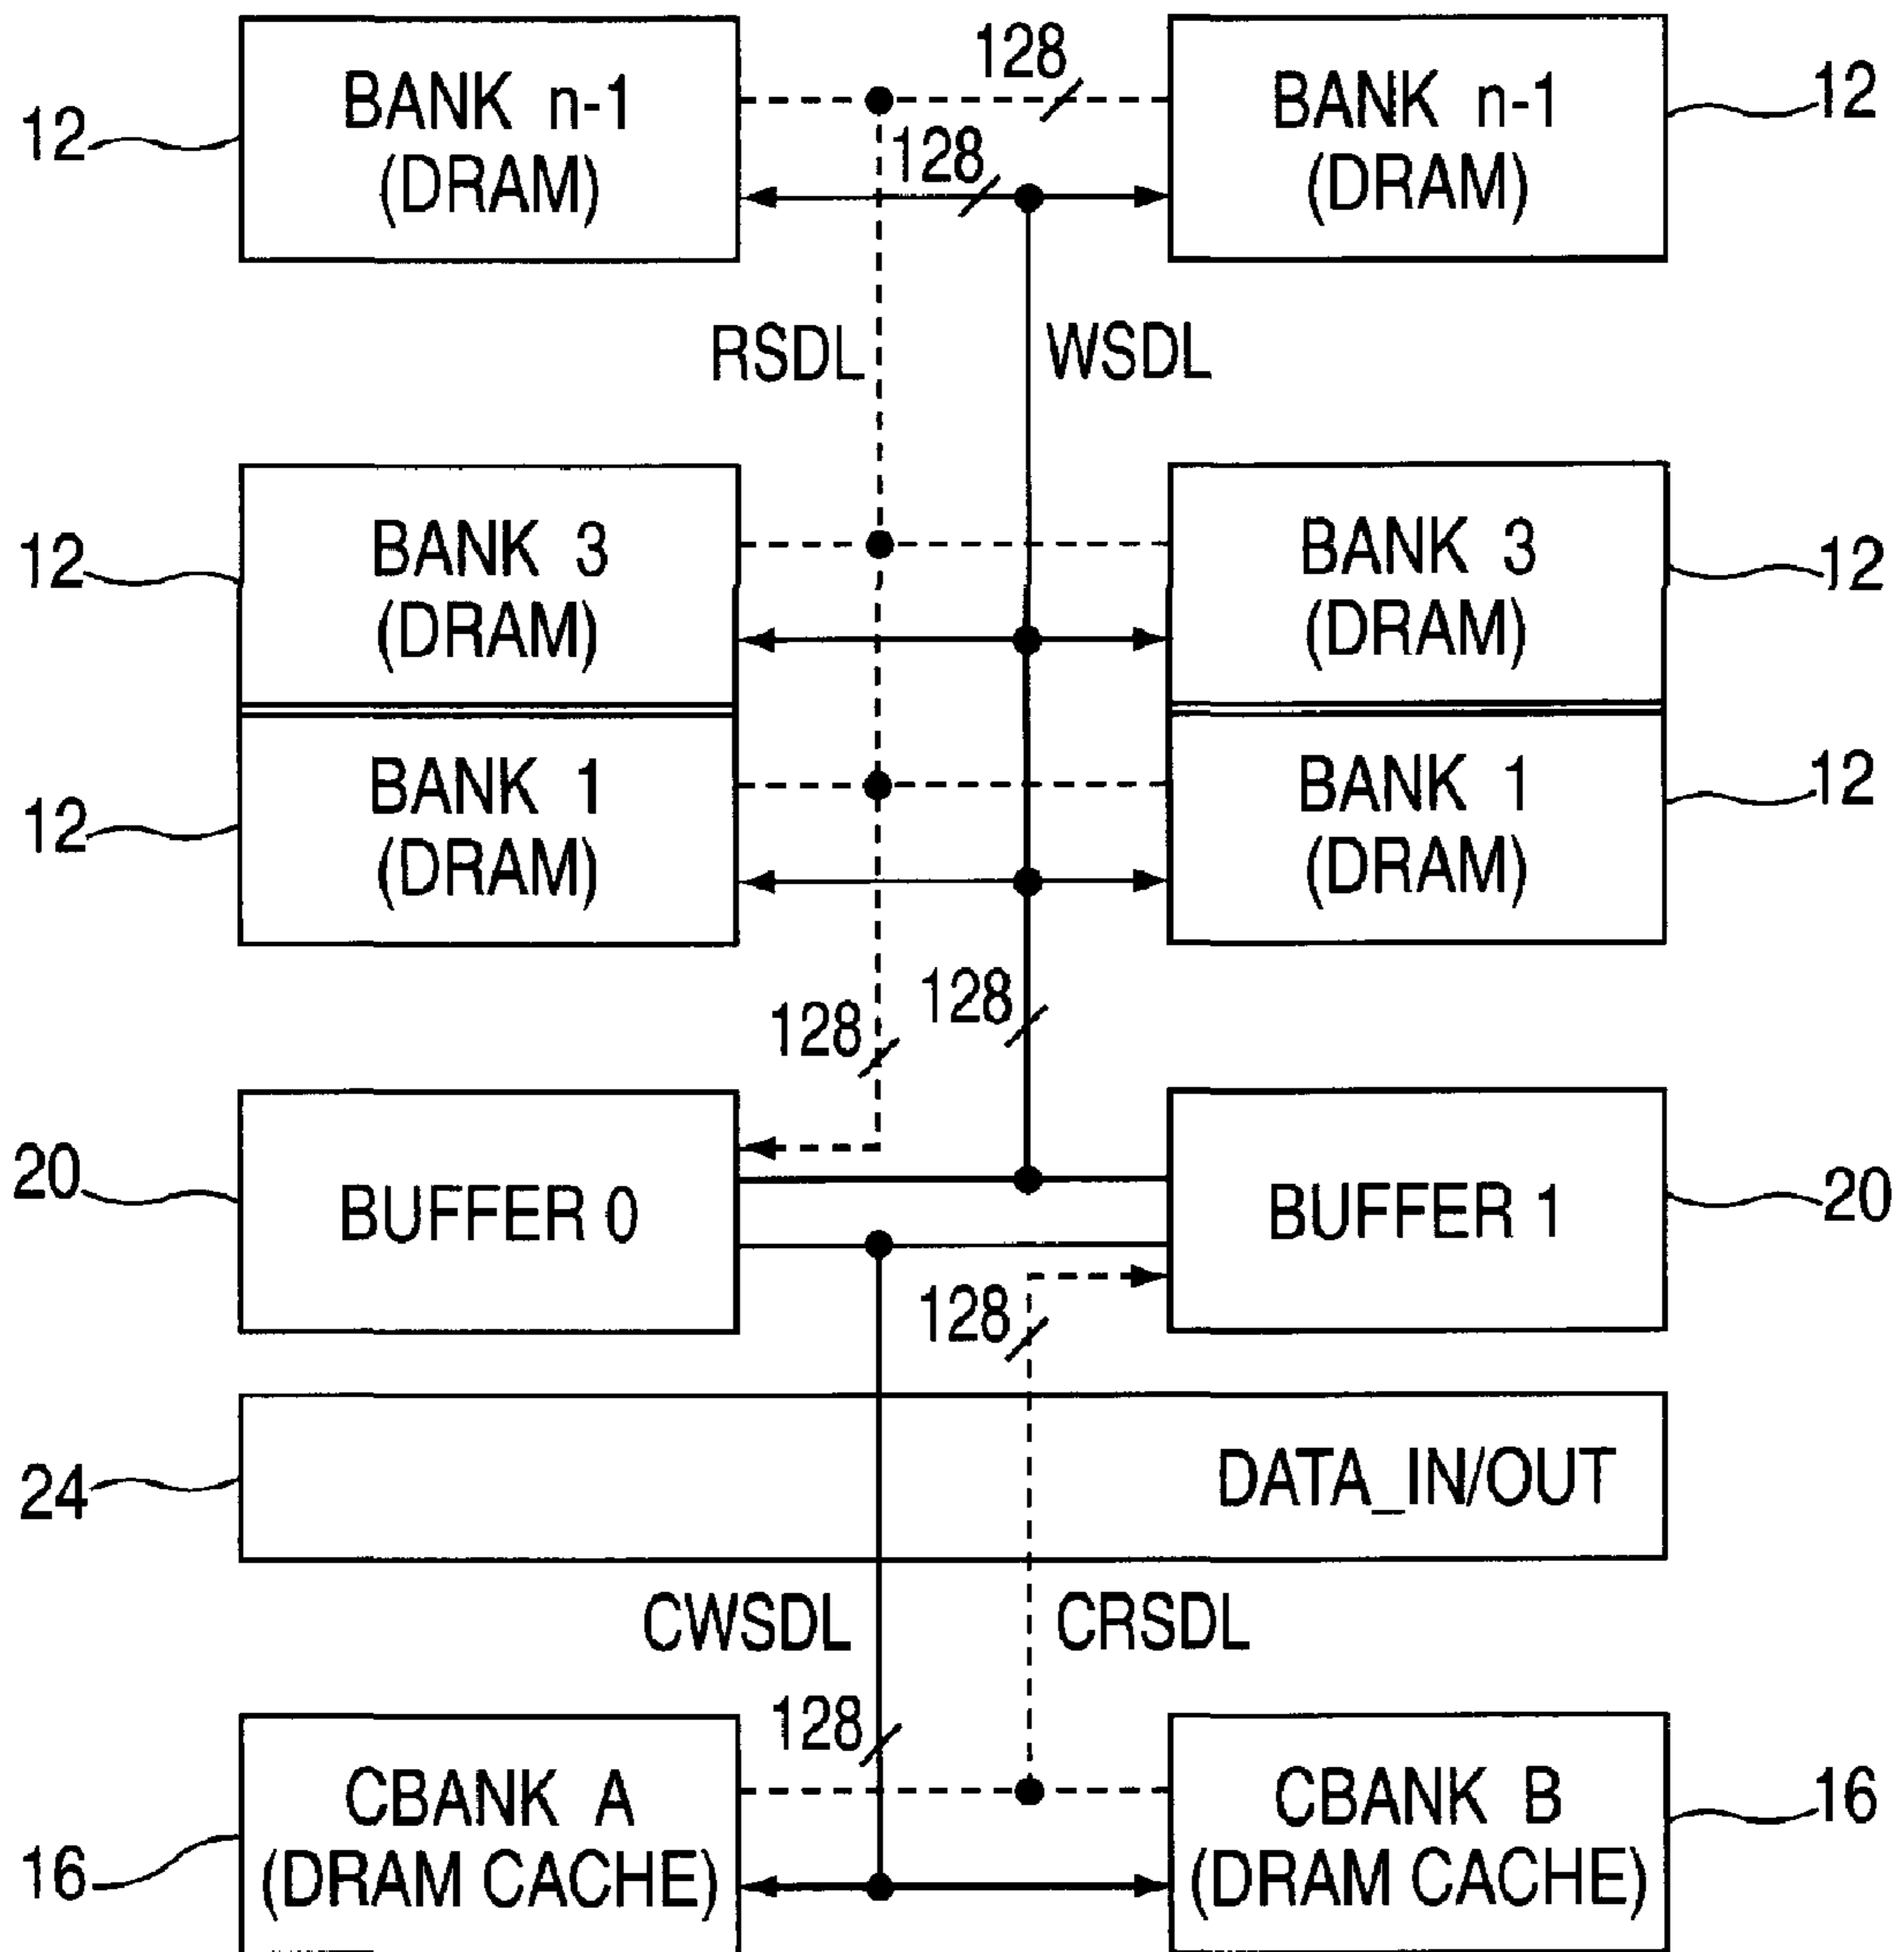 128
BANK n-1
(DRAM)
BANK n-1
(DRAM)
12
12
128
RSDL
WSDL
BANK 3
(DRAM)
BANK 3
(DRAM)
12
12
BANK 1
(DRAM)
BANK 1
(DRAM)
12
12
128
128
20
BUFFER 0
BUFFER 1
20
128
24
DATA_IN/OUT
CWSDL
CRSDL
128
CBANK A
(DRAM CACHE)
CBANK B
(DRAM CACHE)
16
16